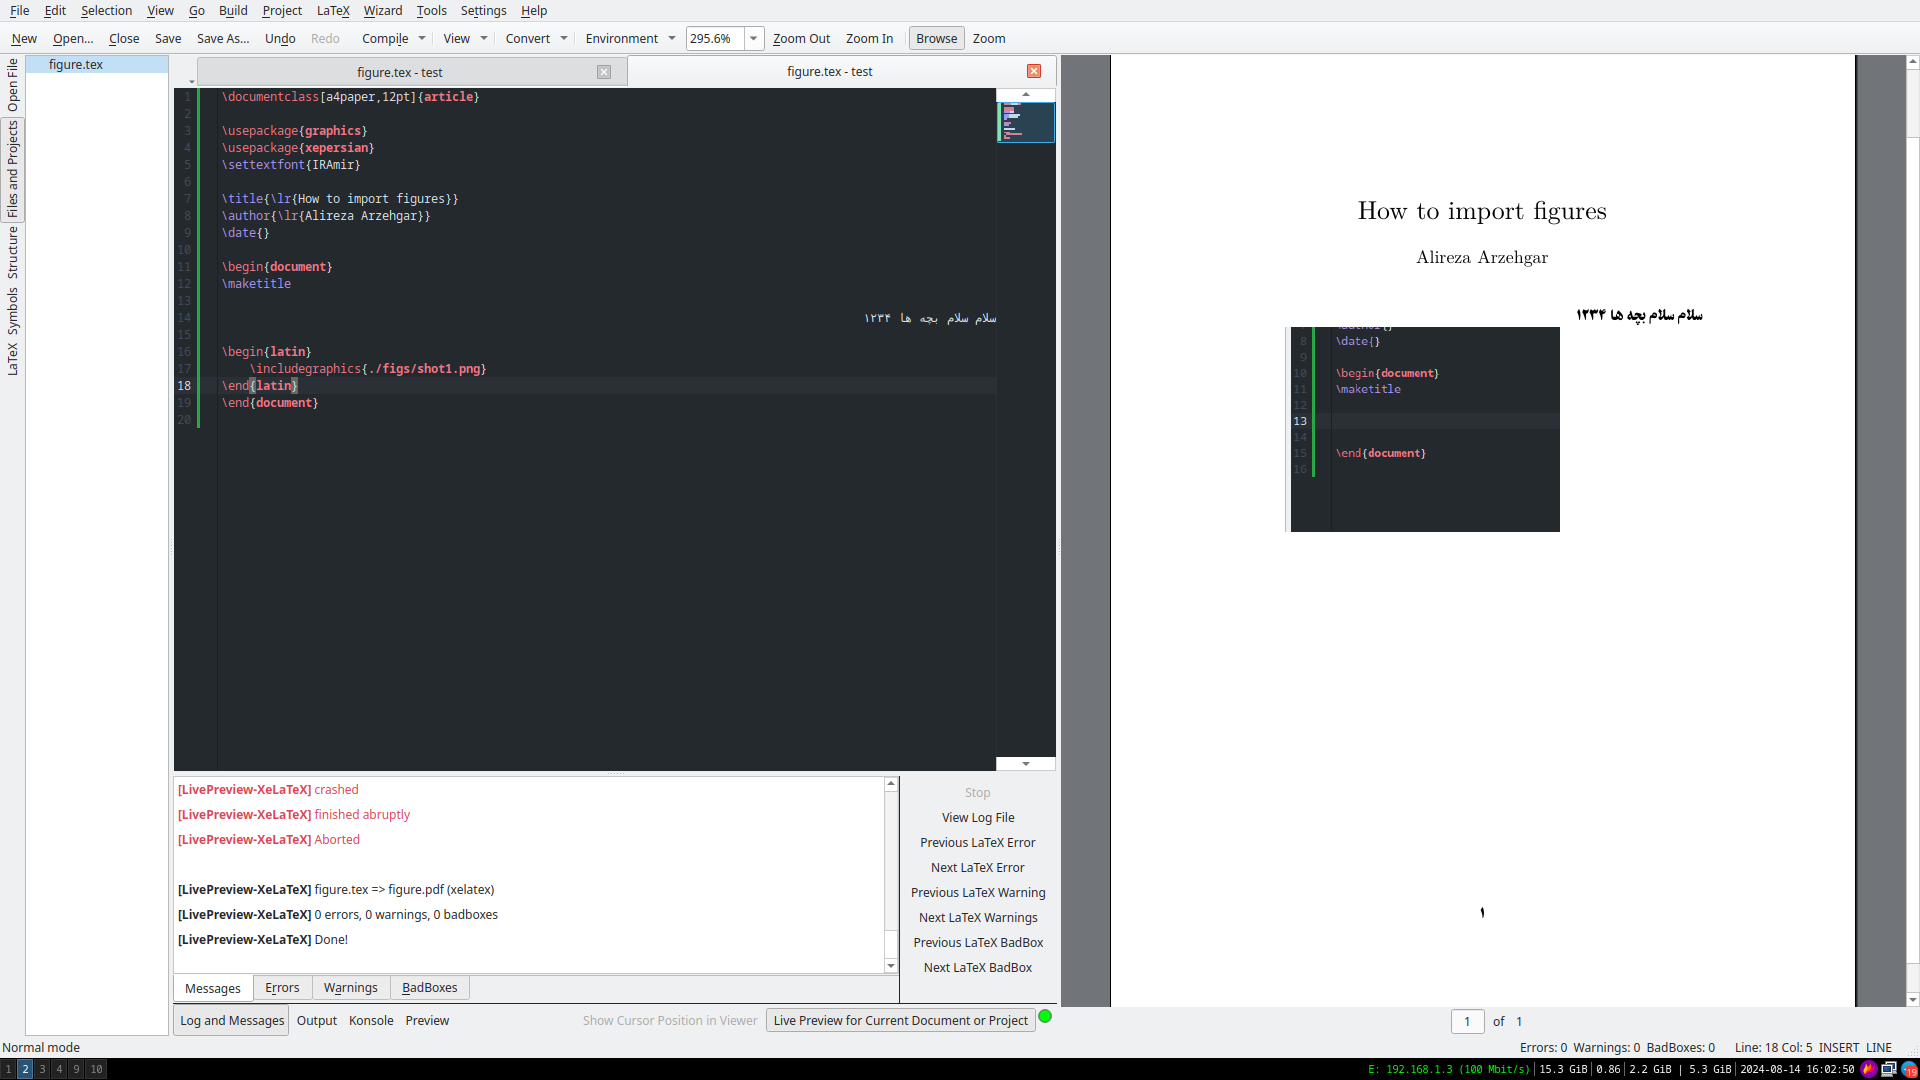 File Edit Selection View Go Build Project LaTeX Wizard Tools Settings Help
New Open... Close Save Save As... Undo Redo Compile View Convert Environment 295.6% Zoom Out Zoom In Browse Zoom
Open File
Files and Projects
Structure
Symbols
LaTeX
figure.tex
figure.tex - test
figure.tex - test
1 \documentclass[a4paper,12pt]{article}
2
3 \usepackage{graphics}
4 \usepackage{xepersian}
5 \settextfont{IRAmir}
6
7 \title{\lr{How to import figures}}
8 \author{\lr{Alireza Arzehgar}}
9 \date{}
10
11 \begin{document}
12 \maketitle
13
14 سلام سلام بچه ها ۱۲۳۴
15
16 \begin{latin}
17 \includegraphics{./figs/shot1.png}
18 \end{latin}
19 \end{document}
20
[LivePreview-XeLaTeX] crashed
[LivePreview-XeLaTeX] finished abruptly
[LivePreview-XeLaTeX] Aborted
[LivePreview-XeLaTeX] figure.tex => figure.pdf (xelatex)
[LivePreview-XeLaTeX] 0 errors, 0 warnings, 0 badboxes
[LivePreview-XeLaTeX] Done!
Stop
View Log File
Previous LaTeX Error
Next LaTeX Error
Previous LaTeX Warning
Next LaTeX Warnings
Previous LaTeX BadBox
Next LaTeX BadBox
Messages Errors Warnings BadBoxes
Log and Messages Output Konsole Preview Show Cursor Position in Viewer Live Preview for Current Document or Project
How to import figures
Alireza Arzehgar
سلام سلام بچه ها ۱۲۳۴
8 \date{}
9
10 \begin{document}
11 \maketitle
12
13
14
15 \end{document}
16
۱
1 of 1
Normal mode
Errors: 0 Warnings: 0 BadBoxes: 0 Line: 18 Col: 5 INSERT LINE
1 2 3 4 9 10
E: 192.168.1.3 (100 Mbit/s) 15.3 GiB 0.86 2.2 GiB | 5.3 GiB 2024-08-14 16:02:50 19